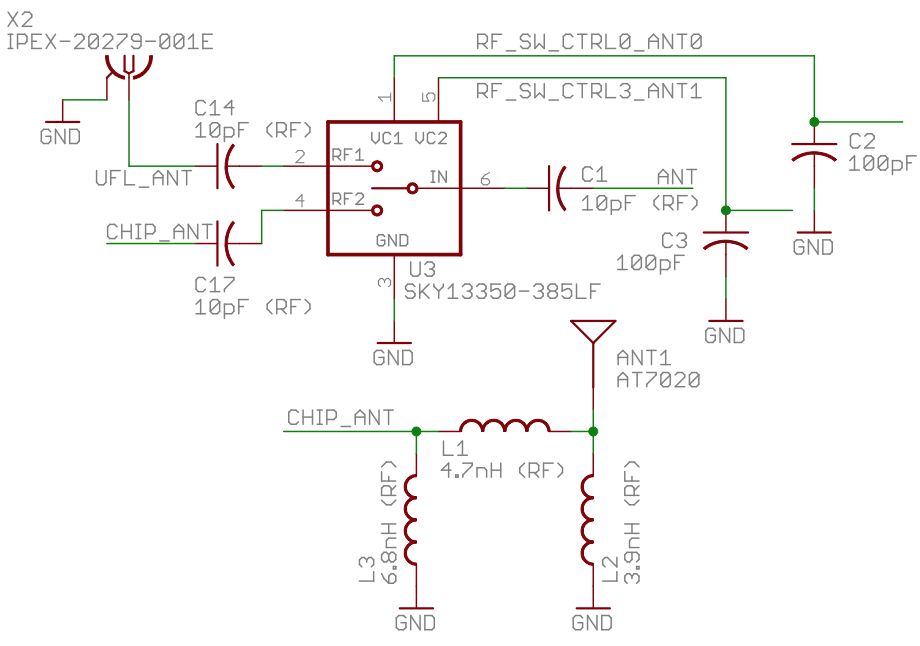 X2
IPEX-20279-001E
GND
C14
10pF (RF)
UFL_ANT
CHIP_ANT
C17
10pF (RF)
RF_SW_CTRL0_ANT0
RF_SW_CTRL3_ANT1
1
5
VC1 VC2
2
RF1
IN
6
4
RF2
GND
3
U3
SKY13350-385LF
GND
C1
ANT
10pF (RF)
C2
100pF
GND
C3
100pF
GND
ANT1
AT7020
CHIP_ANT
L1
4.7nH (RF)
L3
6.8nH (RF)
GND
L2
3.9nH (RF)
GND